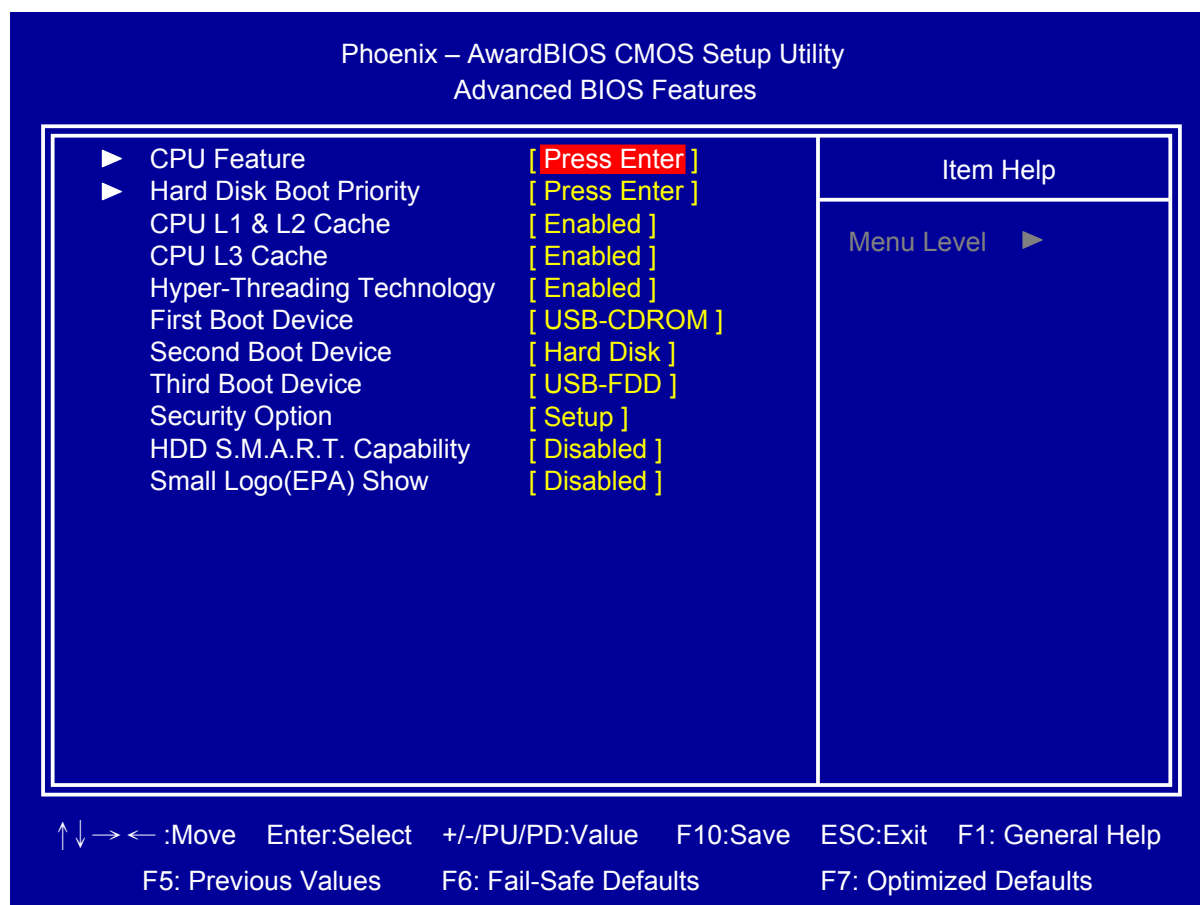 Phoenix – AwardBIOS CMOS Setup Utility
Advanced BIOS Features
► CPU Feature [ Press Enter ]
► Hard Disk Boot Priority [ Press Enter ]
CPU L1 & L2 Cache [ Enabled ]
CPU L3 Cache [ Enabled ]
Hyper-Threading Technology [ Enabled ]
First Boot Device [ USB-CDROM ]
Second Boot Device [ Hard Disk ]
Third Boot Device [ USB-FDD ]
Security Option [ Setup ]
HDD S.M.A.R.T. Capability [ Disabled ]
Small Logo(EPA) Show [ Disabled ]
Item Help
Menu Level ►
↑↓→← :Move Enter:Select +/-/PU/PD:Value F10:Save ESC:Exit F1: General Help
F5: Previous Values F6: Fail-Safe Defaults F7: Optimized Defaults